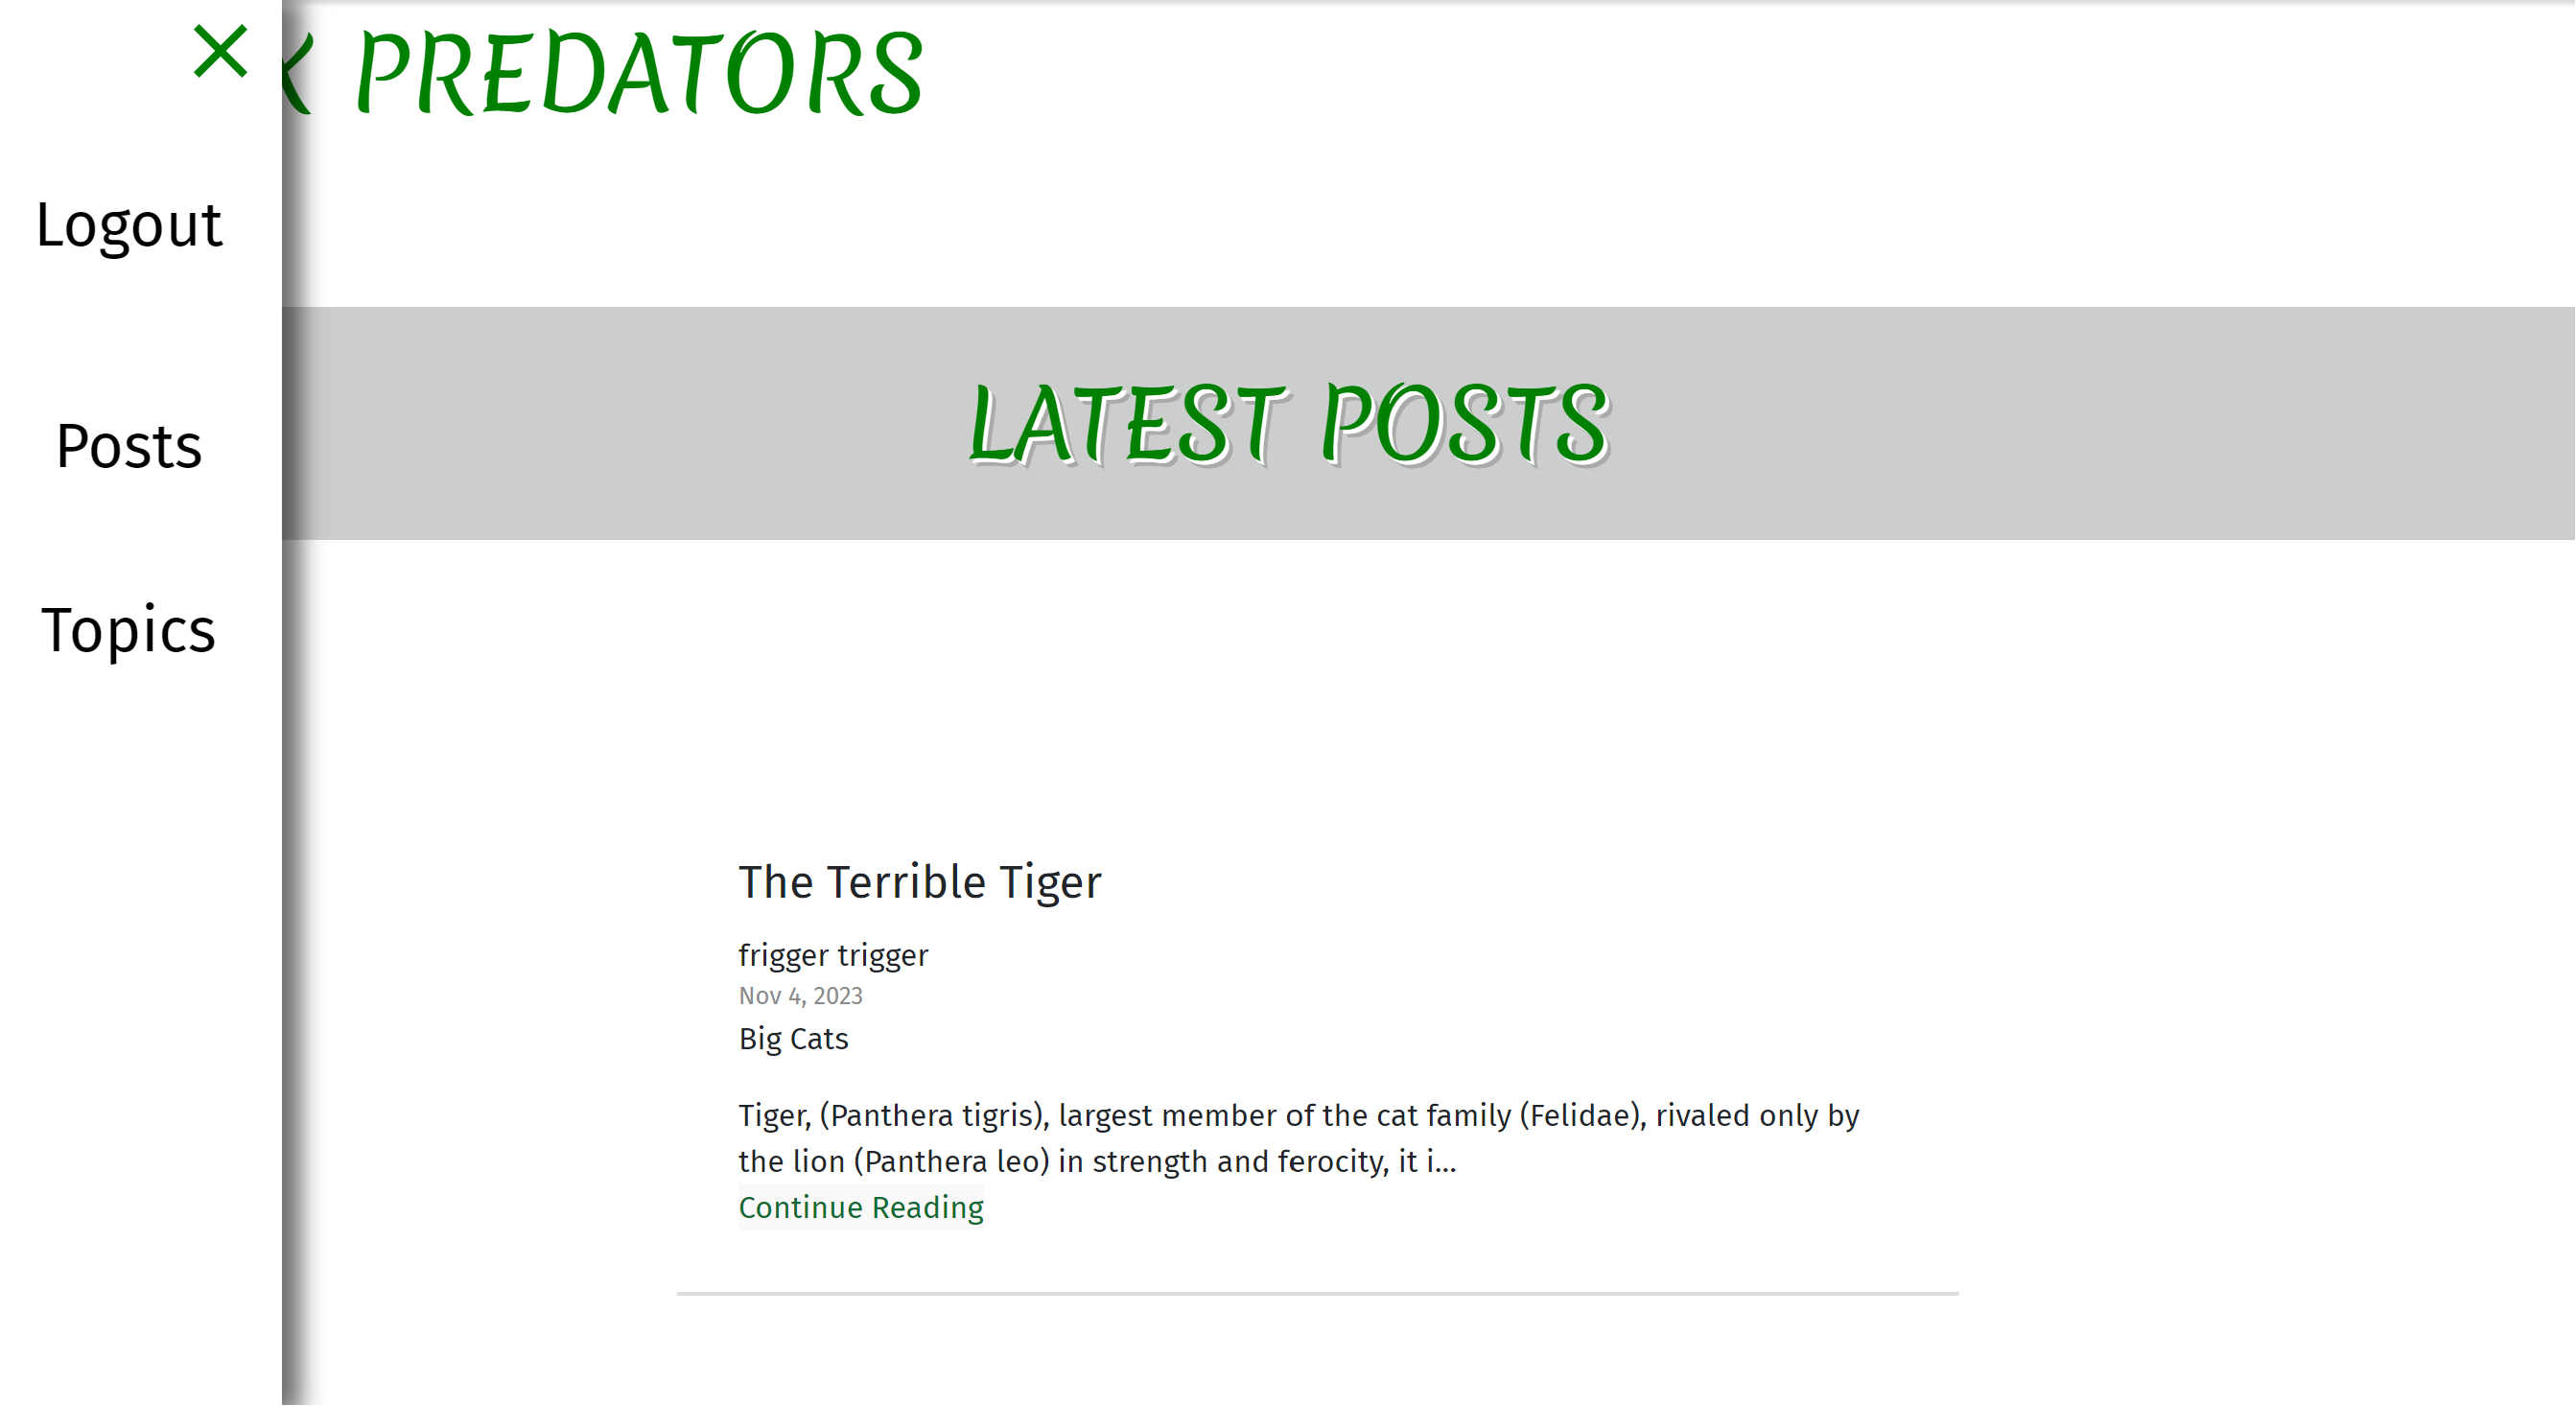 PREDATORS
Logout
Posts
Topics
LATEST POSTS
The Terrible Tiger
frigger trigger
Nov 4, 2023
Big Cats
Tiger, (Panthera tigris), largest member of the cat family (Felidae), rivaled only by
the lion (Panthera leo) in strength and ferocity, it i...
Continue Reading